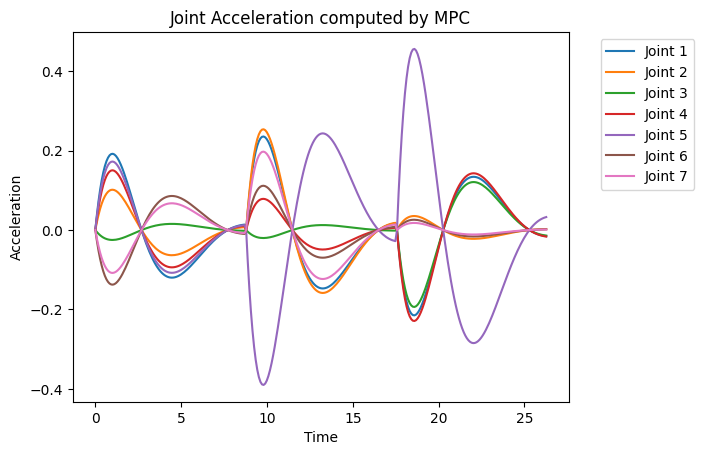 Joint Acceleration computed by MPC
Acceleration
0.4
0.2
0.0
−0.2
−0.4
0
5
10
15
20
25
Time
Joint 1
Joint 2
Joint 3
Joint 4
Joint 5
Joint 6
Joint 7